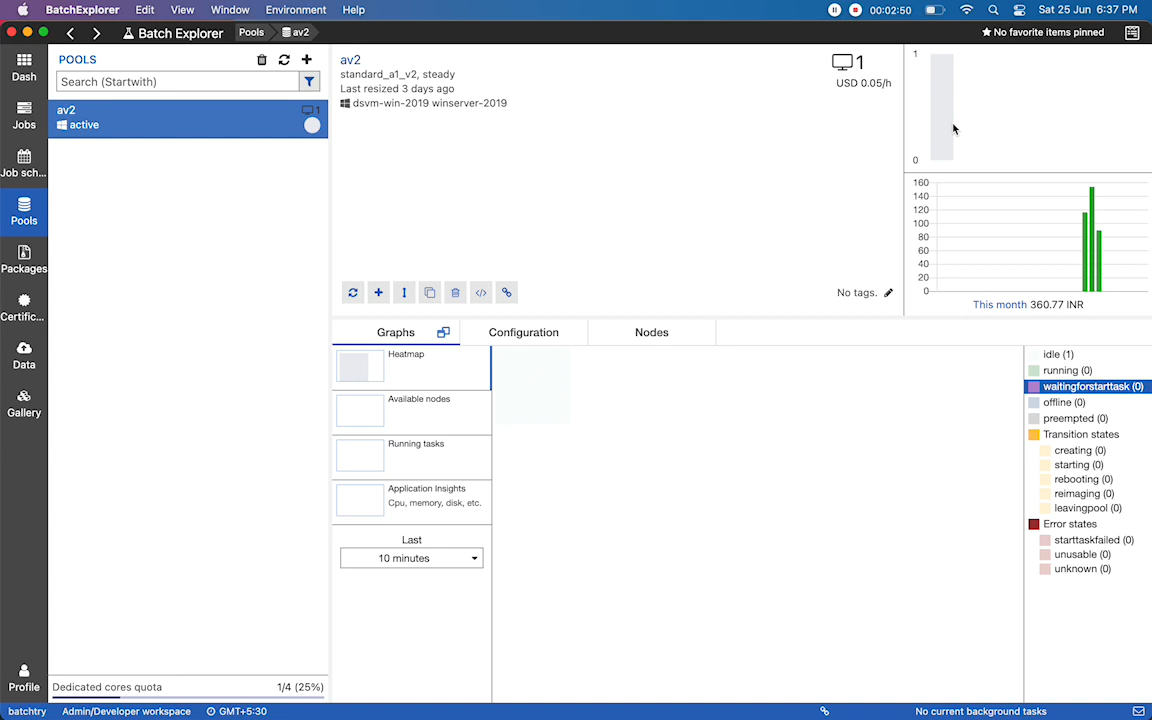 BatchExplorer Edit View Window Environment Help 00:02:50 Sat 25 Jun 6:37 PM
Batch Explorer Pools av2 No favorite items pinned
Dash
Jobs
Job sch...
Pools
Packages
Certific...
Data
Gallery
Profile
POOLS
Search (Startwith)
av2 1
active
Dedicated cores quota 1/4 (25%)
av2
standard_a1_v2, steady
Last resized 3 days ago
dsvm-win-2019 winserver-2019
1
USD 0.05/h
No tags.
1
0
160
140
120
100
80
60
40
20
0
This month 360.77 INR
Graphs Configuration Nodes
Heatmap
Available nodes
Running tasks
Application Insights
Cpu, memory, disk, etc.
Last
10 minutes
idle (1)
running (0)
waitingforstarttask (0)
offline (0)
preempted (0)
Transition states
creating (0)
starting (0)
rebooting (0)
reimaging (0)
leavingpool (0)
Error states
starttaskfailed (0)
unusable (0)
unknown (0)
batchtry Admin/Developer workspace GMT+5:30 No current background tasks